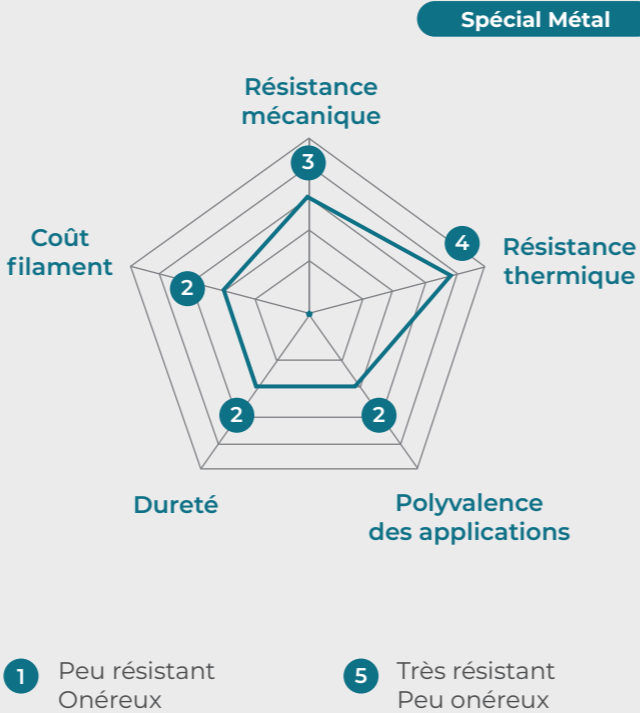 Spécial Métal
Résistance
mécanique
3
Coût
filament
2
4
Résistance
thermique
2
2
Dureté
Polyvalence
des applications
1
Peu résistant
Onéreux
5
Très résistant
Peu onéreux